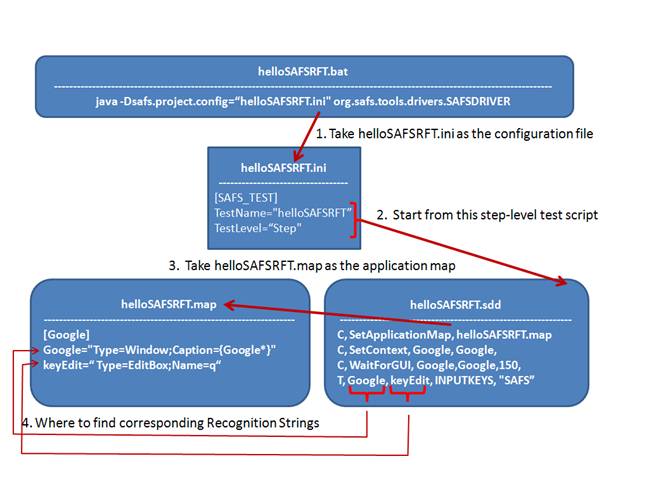 helloSAFSRFT.bat
java -Dsafs.project.config=“helloSAFSRFT.ini" org.safs.tools.drivers.SAFSDRIVER
1. Take helloSAFSRFT.ini as the configuration file
helloSAFSRFT.ini
[SAFS_TEST]
TestName="helloSAFSRFT”
TestLevel=“Step"
2. Start from this step-level test script
3. Take helloSAFSRFT.map as the application map
helloSAFSRFT.map
[Google]
Google="Type=Window;Caption={Google*}"
keyEdit=“ Type=EditBox;Name=q“
helloSAFSRFT.sdd
C, SetApplicationMap, helloSAFSRFT.map
C, SetContext, Google, Google,
C, WaitForGUI, Google,Google,150,
T, Google, keyEdit, INPUTKEYS, "SAFS”
4. Where to find corresponding Recognition Strings